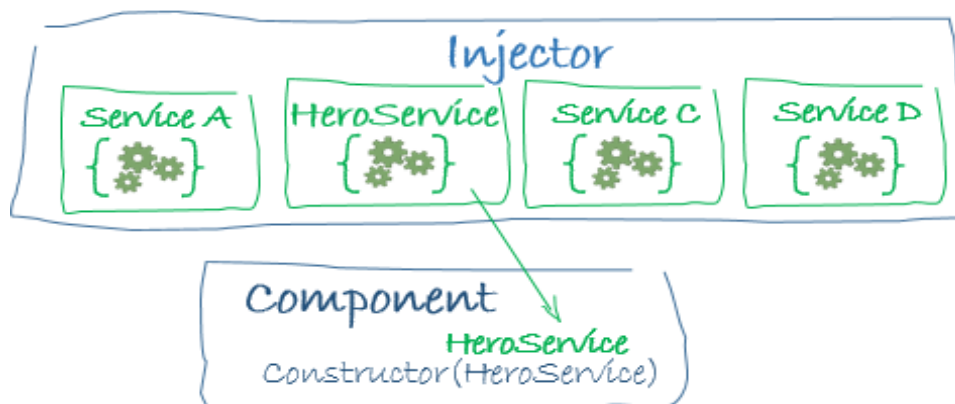 Injector
Service A
HeroService
Service C
Service D
Component
HeroService
Constructor(HeroService)